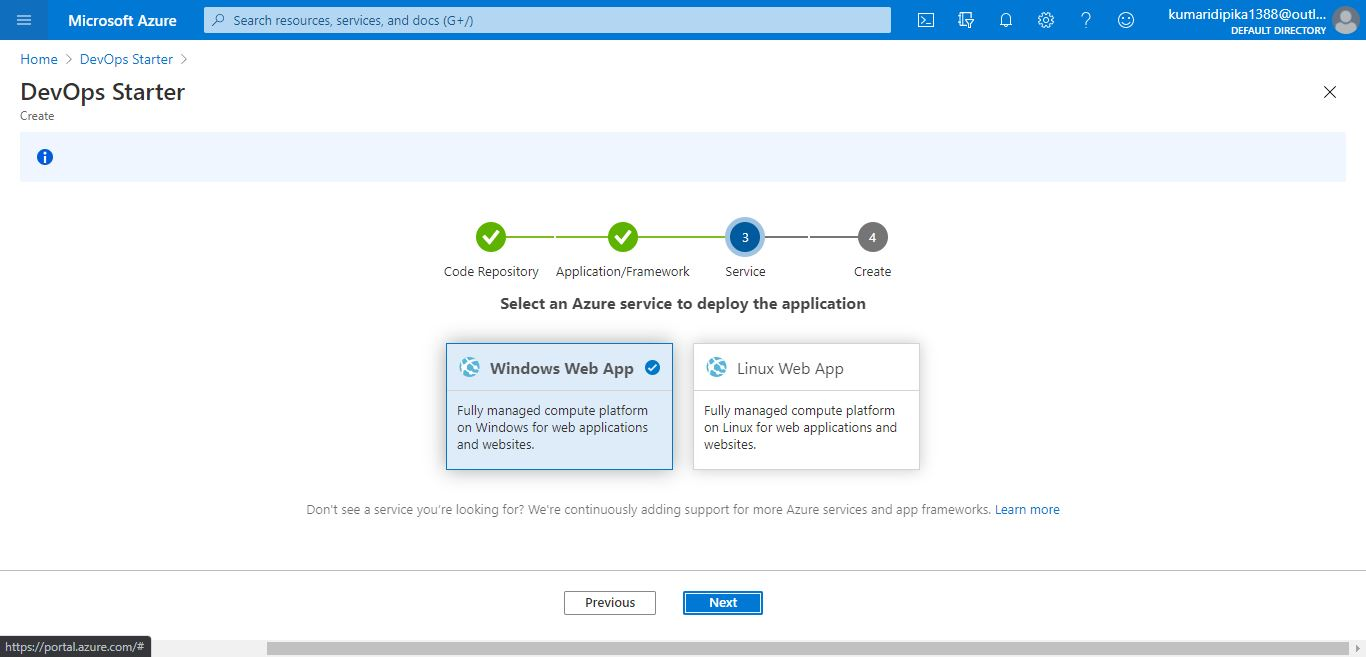 Microsoft Azure
Search resources, services, and docs (G+/)
kumaridipika1388@outl...
DEFAULT DIRECTORY
Home > DevOps Starter >
DevOps Starter
Create
3
4
Code Repository
Application/Framework
Service
Create
Select an Azure service to deploy the application
Windows Web App
Fully managed compute platform
on Windows for web applications
and websites.
Linux Web App
Fully managed compute platform
on Linux for web applications and
websites.
Don't see a service you're looking for? We're continuously adding support for more Azure services and app frameworks. Learn more
Previous
Next
https://portal.azure.com/#